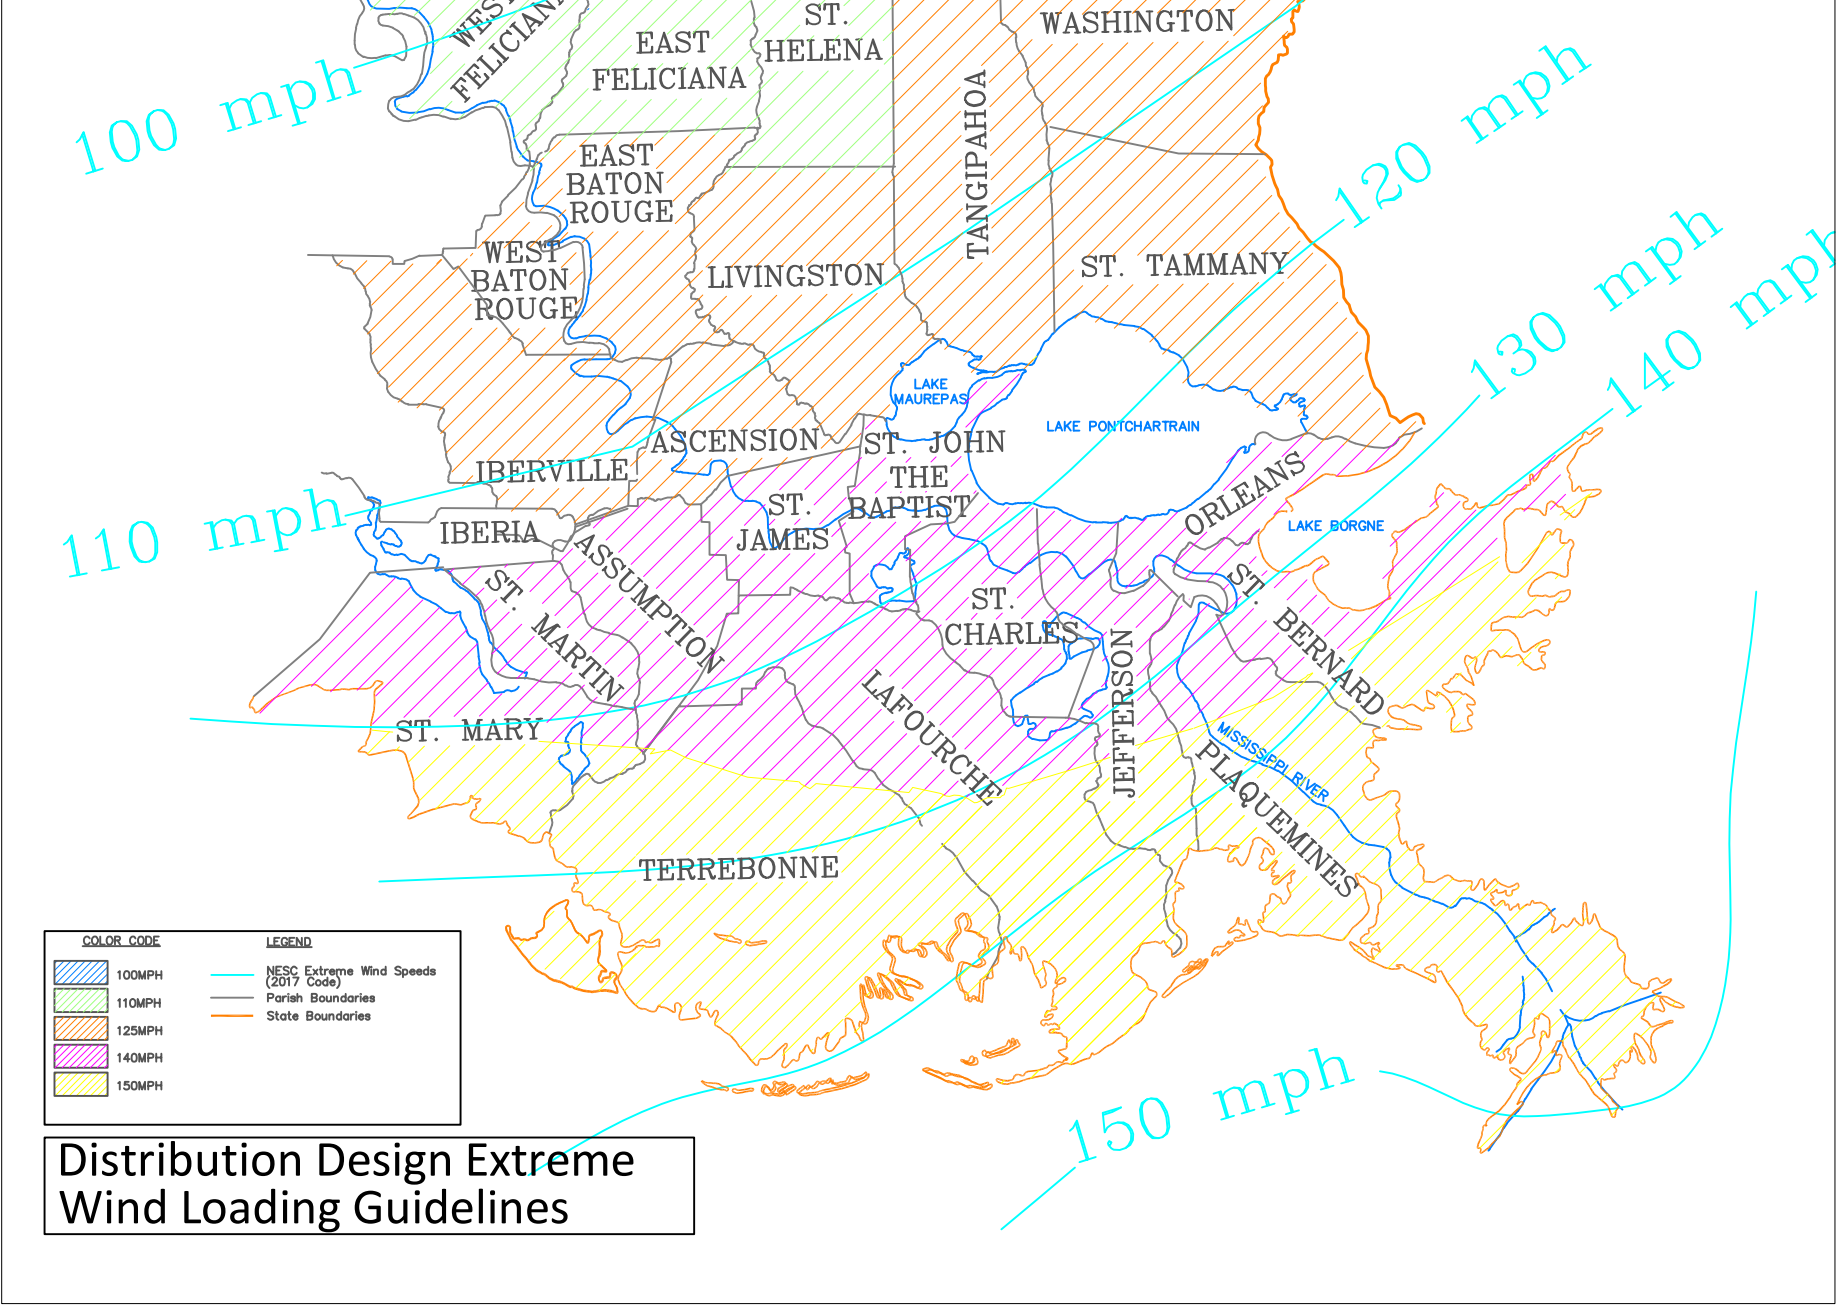 WEST
FELICIANA
EAST
FELICIANA
ST.
HELENA
WASHINGTON
100 mph
120 mph
TANGIPAHOA
EAST
BATON
ROUGE
WEST
BATON
ROUGE
LIVINGSTON
ST. TAMMANY
130 mph
140 mph
LAKE
MAUREPAS
LAKE PONTCHARTRAIN
ASCENSION
ST. JOHN
THE
BAPTIST
IBERVILLE
110 mph
IBERIA
ST.
JAMES
ORLEANS
LAKE BORGNE
ASSUMPTION
ST. MARTIN
ST.
CHARLES
ST. BERNARD
JEFFERSON
LAFOURCHE
ST. MARY
MISSISSIPPI RIVER
PLAQUEMINES
TERREBONNE
150 mph
COLOR CODE
100MPH
110MPH
125MPH
140MPH
150MPH
LEGEND
NESC Extreme Wind Speeds
(2017 Code)
Parish Boundaries
State Boundaries
Distribution Design Extreme
Wind Loading Guidelines